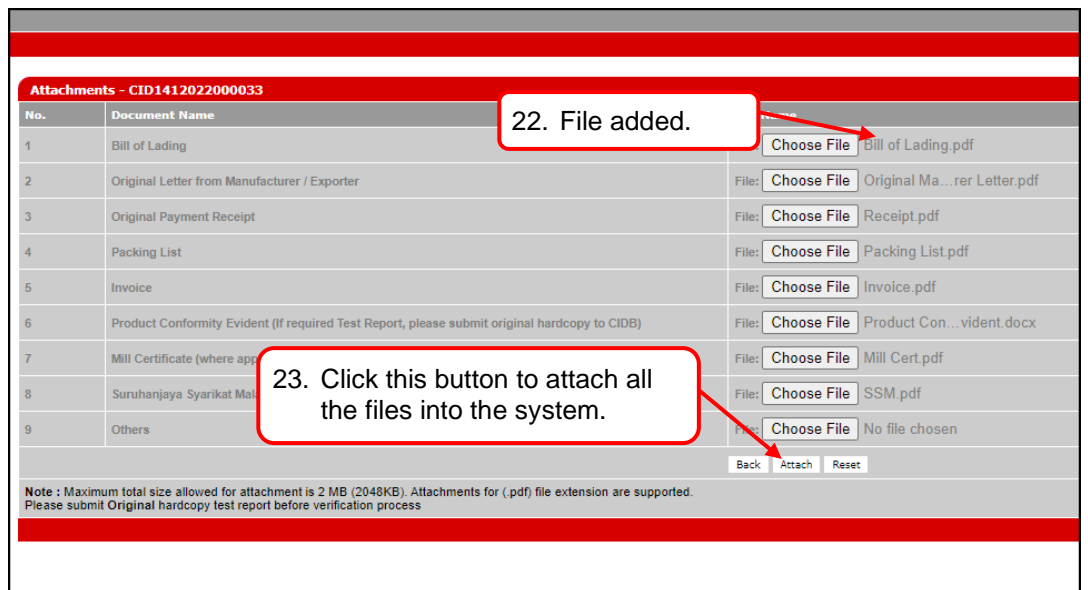 Attachments - CID1412022000033
No. Document Name
22. File added.
1 Bill of Lading Choose File Bill of Lading.pdf
2 Original Letter from Manufacturer / Exporter File: Choose File Original Ma...rer Letter.pdf
3 Original Payment Receipt File: Choose File Receipt.pdf
4 Packing List File: Choose File Packing List.pdf
5 Invoice File: Choose File Invoice.pdf
6 Product Conformity Evident (If required Test Report, please submit original hardcopy to CIDB) File: Choose File Product Con...vident.docx
7 Mill Certificate (where File: Choose File Mill Cert.pdf
23. Click this button to attach all
the files into the system.
8 Suruhanjaya Syarikat File: Choose File SSM.pdf
9 Others File: Choose File No file chosen
Back Attach Reset
Note : Maximum total size allowed for attachment is 2 MB (2048KB). Attachments for (.pdf) file extension are supported.
Please submit Original hardcopy test report before verification process